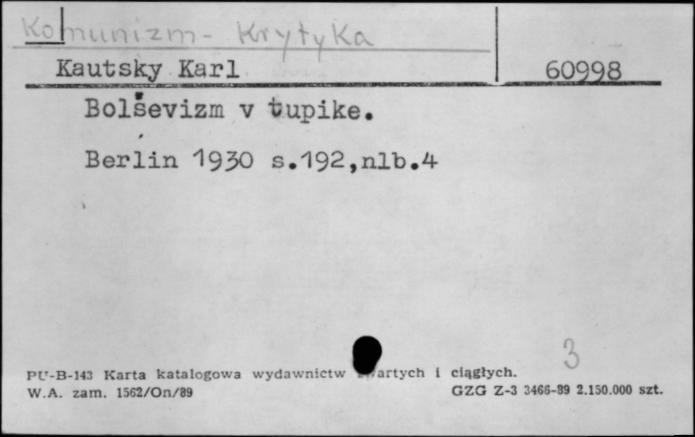 Komunizm - Krytyka
Kautsky Karl
60998
Bolševizm v tupike.
Berlin 1930 s.192,nlb.4
3
PU-B-143 Karta katalogowa wydawnictw i ciągłych.
W.A. zam. 1562/On/89
GZG Z-3 3466-89 2.150.000 szt.